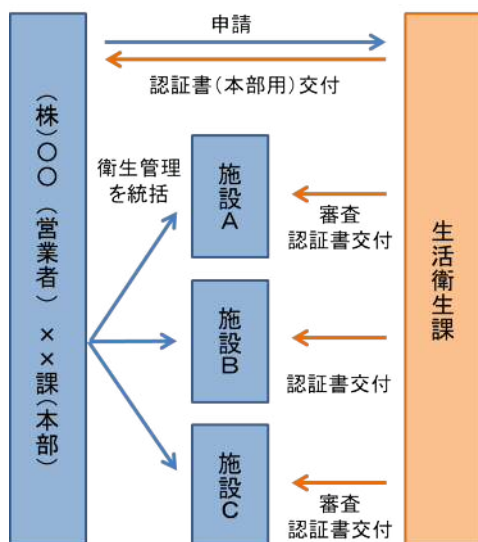 申請
認証書(本部用)交付
(株)〇〇(営業者) ××課(本部)
衛生管理
を統括
施設A
審査
認証書交付
生活衛生課
施設B
認証書交付
施設C
審査
認証書交付